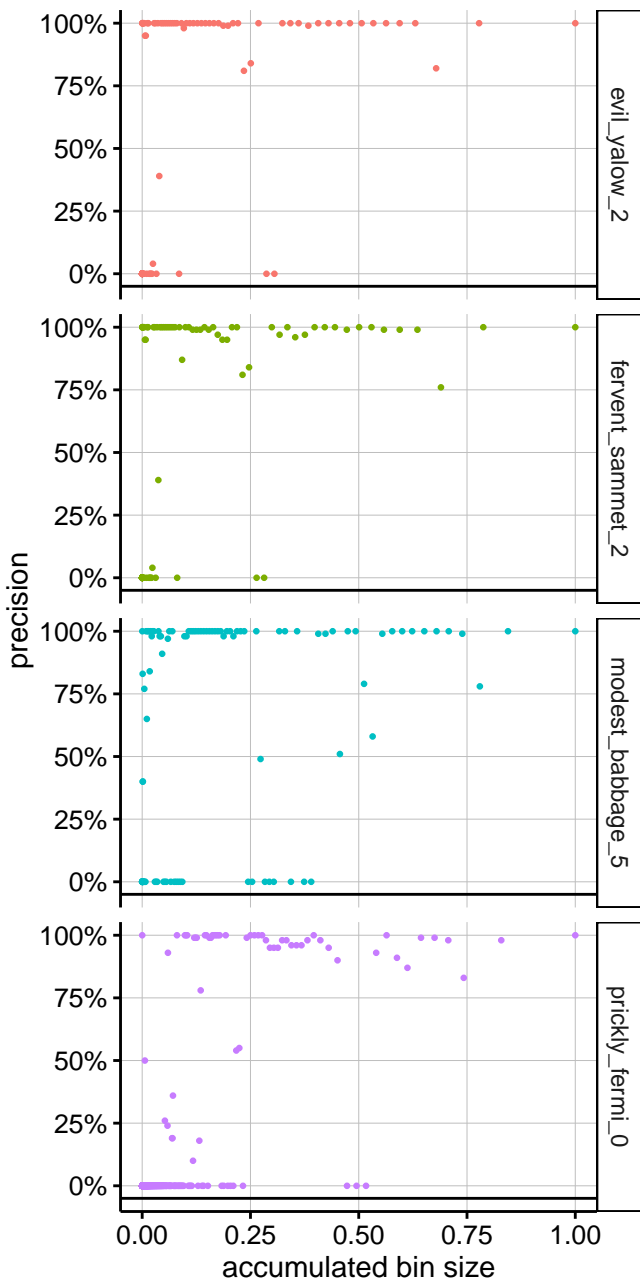 100%
75%
50%
25%
0%
evil_yalow_2
100%
75%
50%
25%
0%
fervent_sammet_2
100%
75%
50%
25%
0%
modest_babbage_5
100%
75%
50%
25%
0%
prickly_fermi_0
precision
0.00 0.25 0.50 0.75 1.00
accumulated bin size